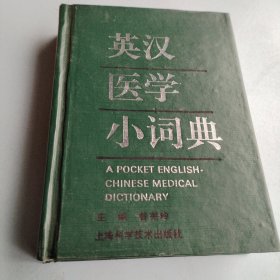 英汉
医学
小词典
A POCKET ENGLISH-
CHINESE MEDICAL
DICTIONARY
主 编
上海科学技术出版社